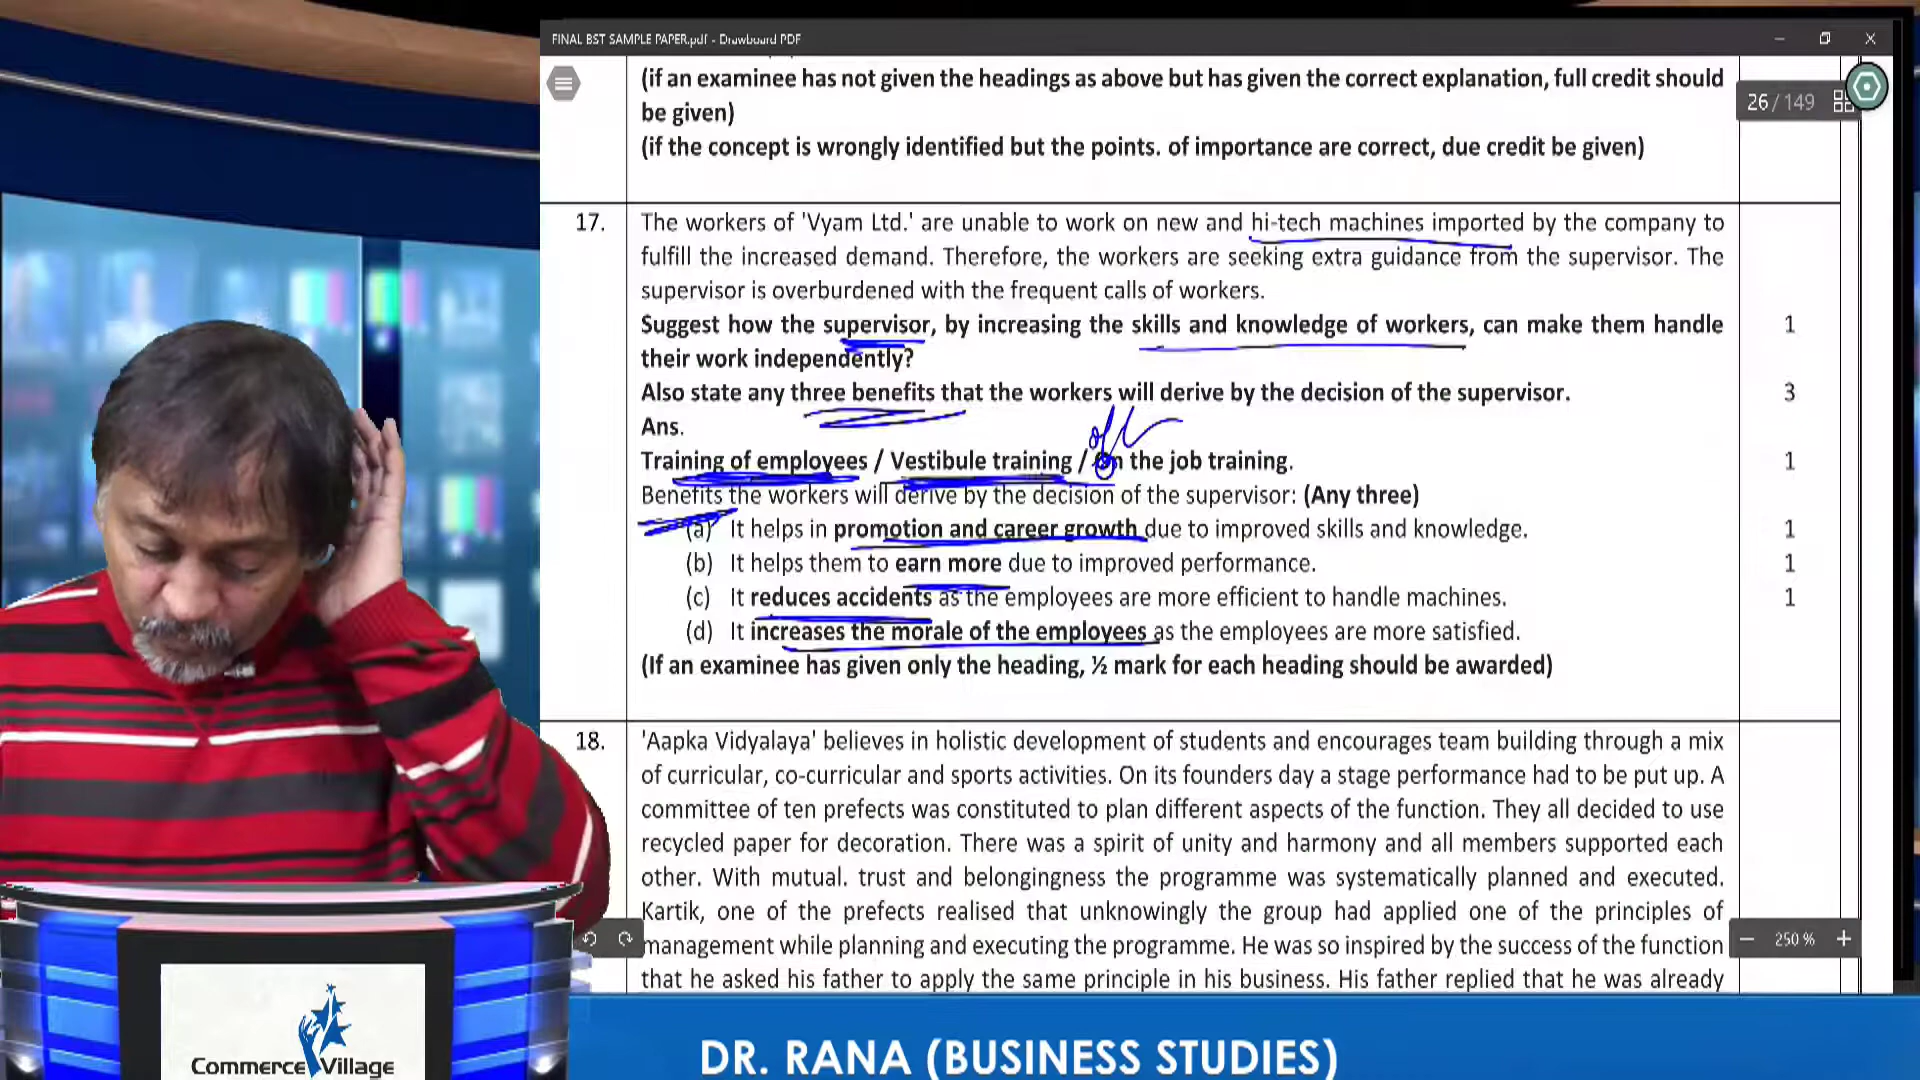 FINAL BST SAMPLE PAPER.pdf - Drawboard PDF
(if an examinee has not given the headings as above but has given the correct explanation, full credit should
be given)
(if the concept is wrongly identified but the points. of importance are correct, due credit be given)
26 / 149
17.
The workers of 'Vyam Ltd.' are unable to work on new and hi-tech machines imported by the company to
fulfill the increased demand. Therefore, the workers are seeking extra guidance from the supervisor. The
supervisor is overburdened with the frequent calls of workers.
Suggest how the supervisor, by increasing the skills and knowledge of workers, can make them handle 1
their work independently?
Also state any three benefits that the workers will derive by the decision of the supervisor. 3
Ans.
off
Training of employees / Vestibule training / On the job training. 1
Benefits the workers will derive by the decision of the supervisor: (Any three)
(a) It helps in promotion and career growth due to improved skills and knowledge. 1
(b) It helps them to earn more due to improved performance. 1
(c) It reduces accidents as the employees are more efficient to handle machines. 1
(d) It increases the morale of the employees as the employees are more satisfied.
(If an examinee has given only the heading, ½ mark for each heading should be awarded)
18.
'Aapka Vidyalaya' believes in holistic development of students and encourages team building through a mix
of curricular, co-curricular and sports activities. On its founders day a stage performance had to be put up. A
committee of ten prefects was constituted to plan different aspects of the function. They all decided to use
recycled paper for decoration. There was a spirit of unity and harmony and all members supported each
other. With mutual. trust and belongingness the programme was systematically planned and executed.
Kartik, one of the prefects realised that unknowingly the group had applied one of the principles of
management while planning and executing the programme. He was so inspired by the success of the function
that he asked his father to apply the same principle in his business. His father replied that he was already
250 %
Commerce Village
DR. RANA (BUSINESS STUDIES)